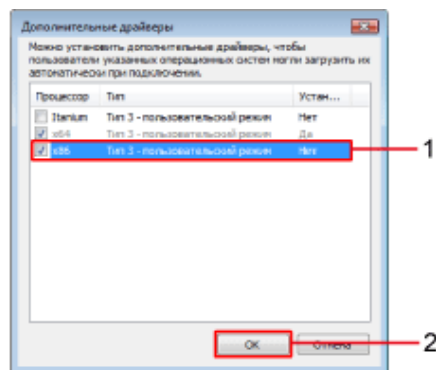 Дополнительные драйверы
Можно установить дополнительные драйверы, чтобы
пользователи указанных операционных систем могли загрузить их
автоматически при подключении.
Процессор Тип Устан...
Itanium Тип 3 - пользовательский режим Нет
x64 Тип 3 - пользовательский режим Да
x86 Тип 3 - пользовательский режим Нет
1
OK Отмена
2